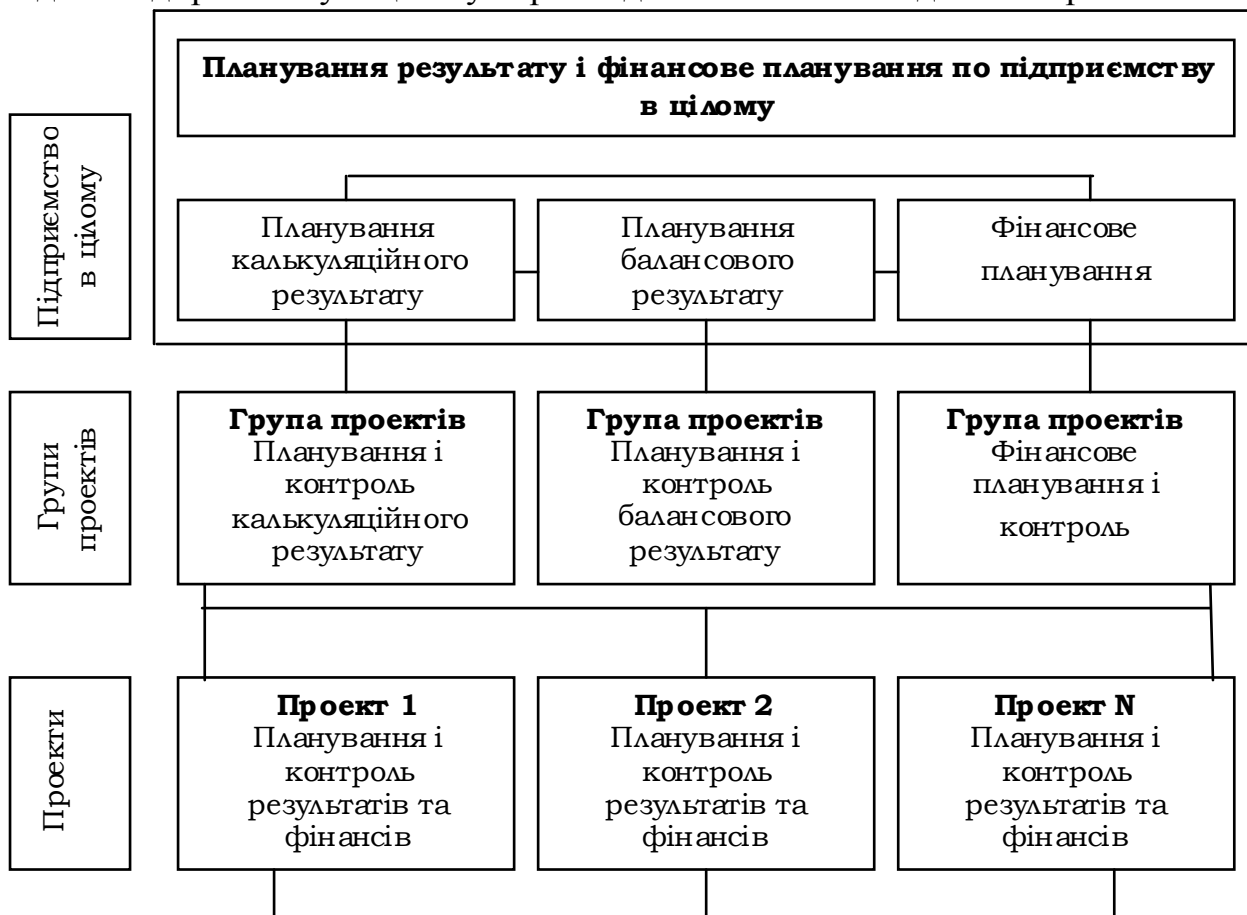 Планування результату і фінансове планування по підприємству
в цілому
Підприємство
в цілому
Планування
калькуляційного
результату
Планування
балансового
результату
Фінансове
планування
Групи
проектів
Група проектів
Планування і
контроль
калькуляційного
результату
Група проектів
Планування і
контроль
балансового
результату
Група проектів
Фінансове
планування і
контроль
Проекти
Проект 1
Планування і
контроль
результатів та
фінансів
Проект 2
Планування і
контроль
результатів та
фінансів
Проект N
Планування і
контроль
результатів та
фінансів